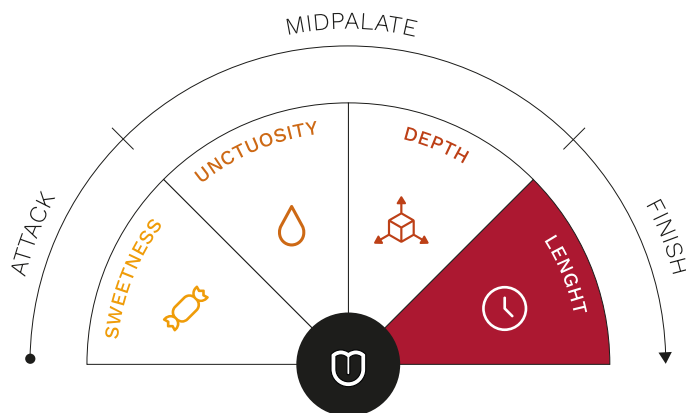 MIDPALATE
ATTACK
FINISH
SWEETNESS
UNCTUOSITY
DEPTH
LENGHT